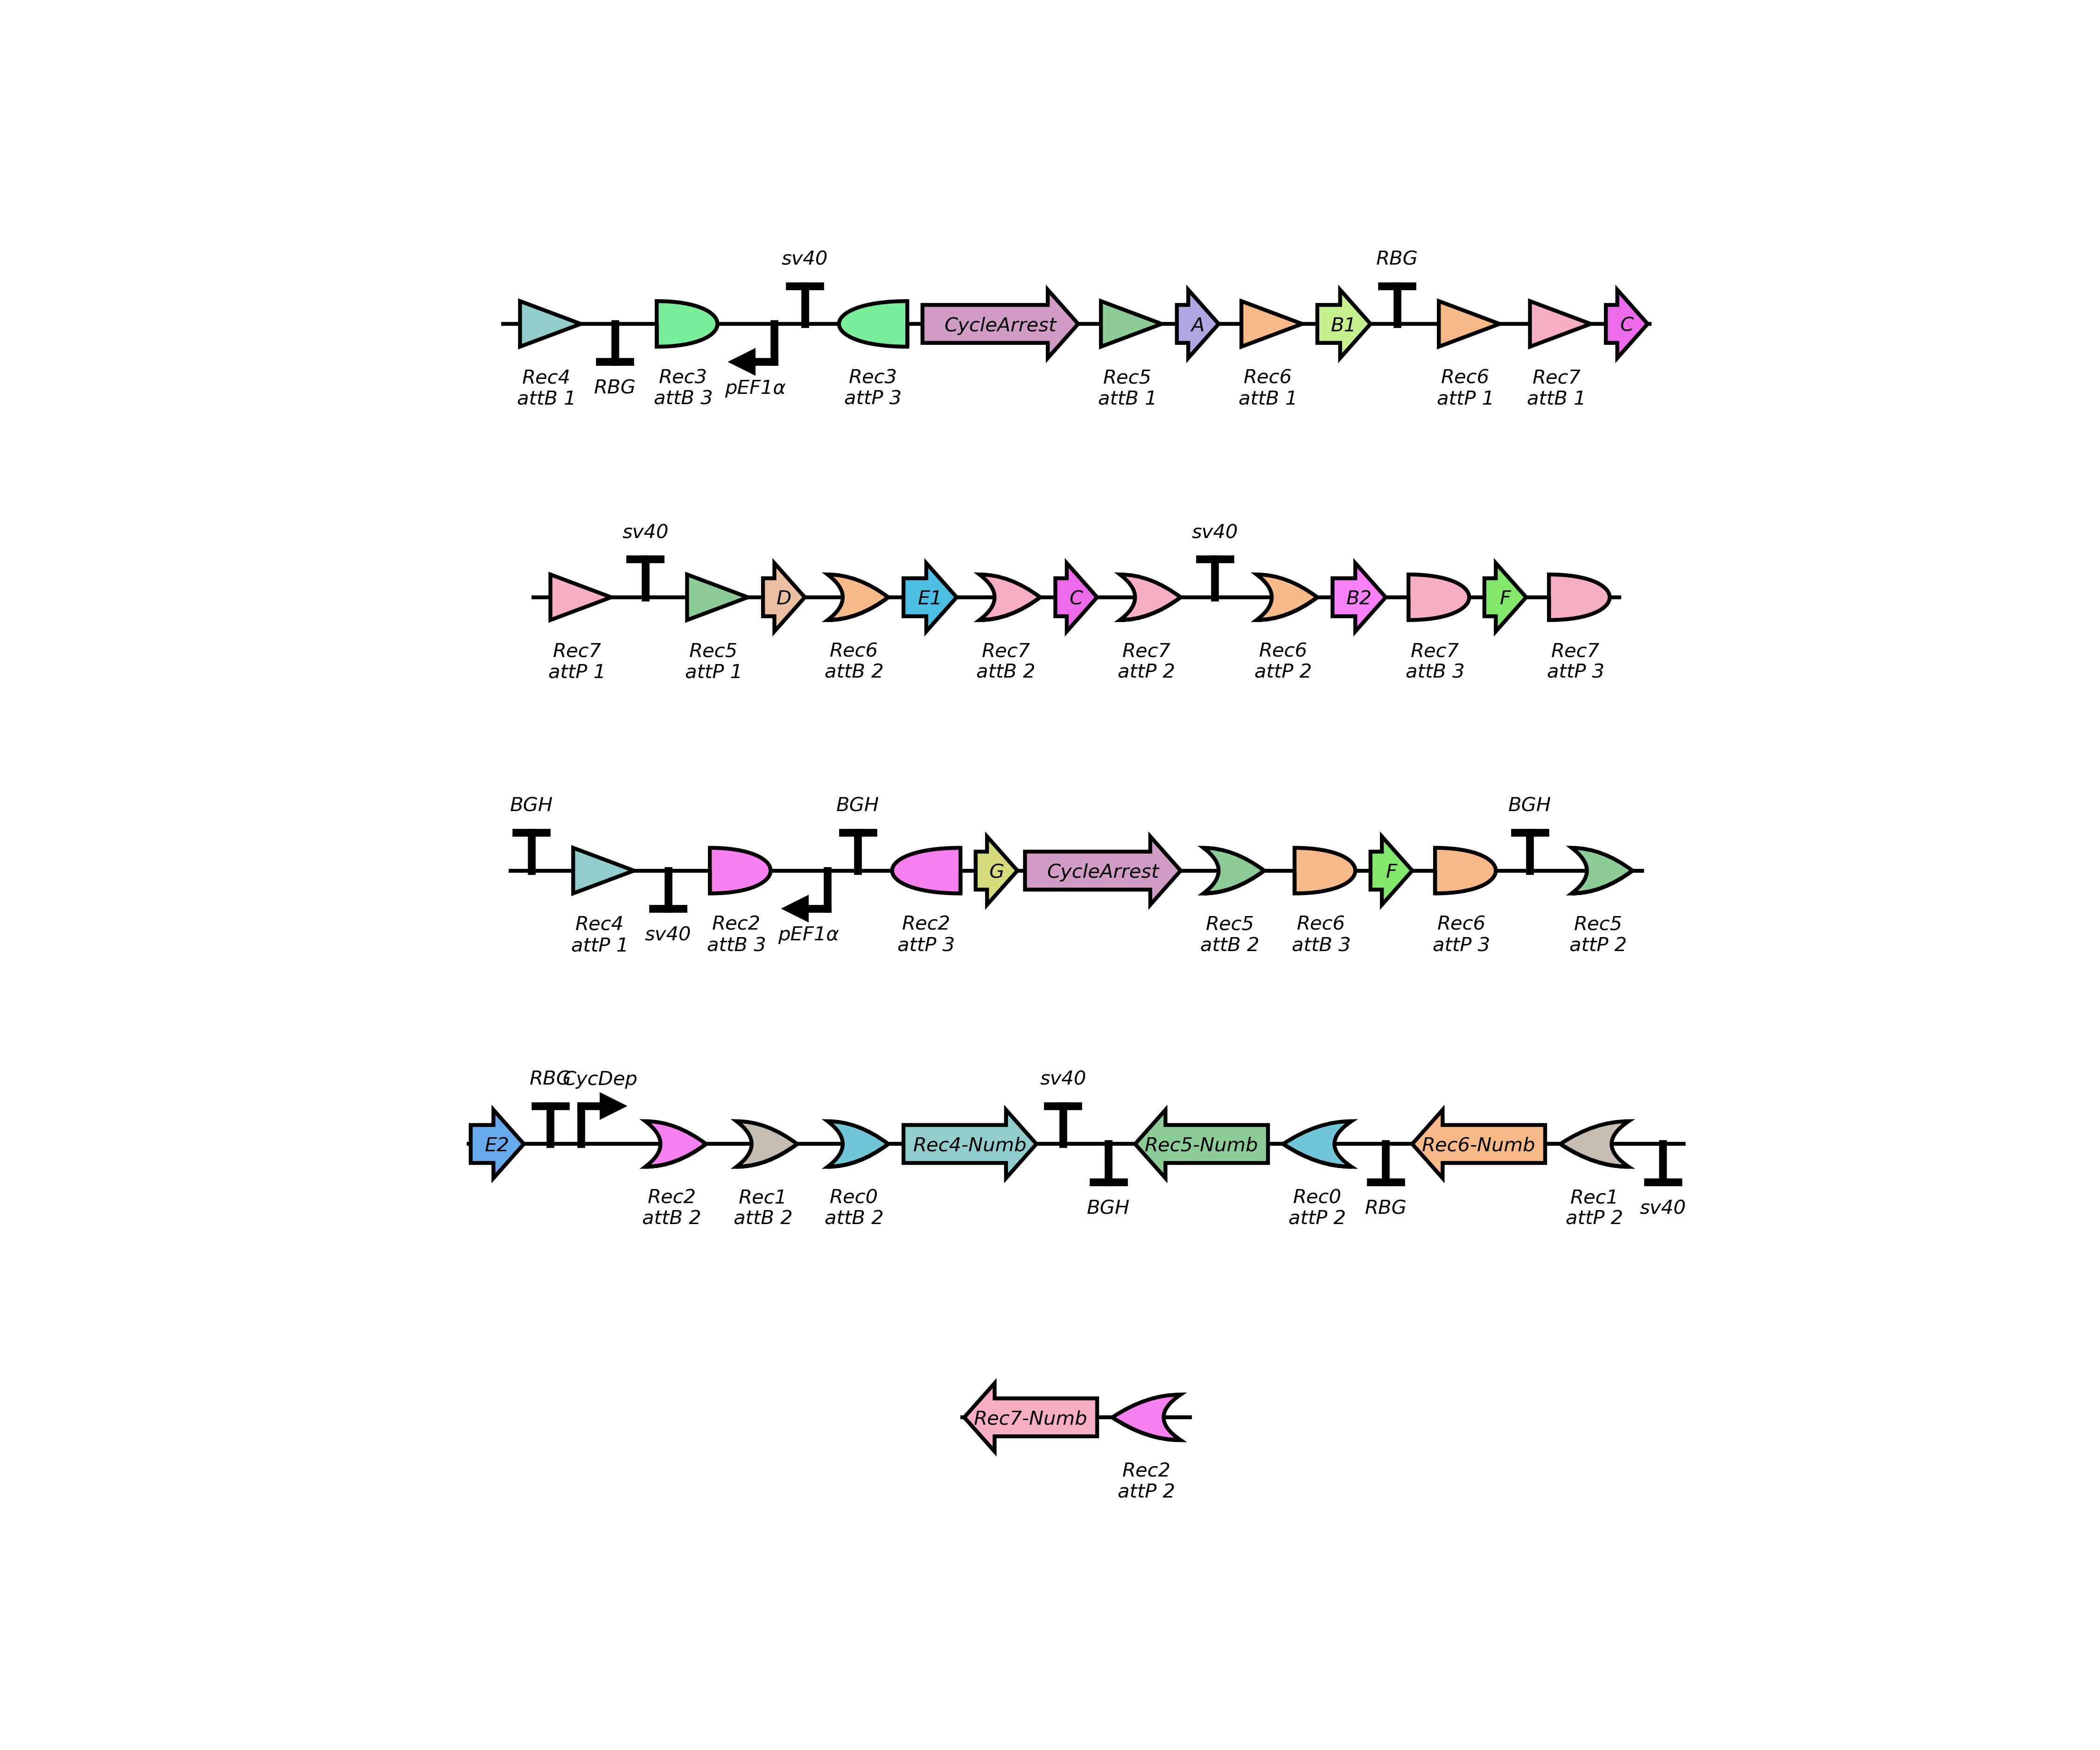 sv40
RBG
CycleArrest
A
B1
C
Rec4
attB 1
RBG
Rec3
attB 3
pEF1α
Rec3
attP 3
Rec5
attB 1
Rec6
attB 1
Rec6
attP 1
Rec7
attB 1
sv40
sv40
D
E1
C
B2
F
Rec7
attP 1
Rec5
attP 1
Rec6
attB 2
Rec7
attB 2
Rec7
attP 2
Rec6
attP 2
Rec7
attB 3
Rec7
attP 3
BGH
BGH
BGH
G
CycleArrest
F
Rec4
attP 1
sv40
Rec2
attB 3
pEF1α
Rec2
attP 3
Rec5
attB 2
Rec6
attB 3
Rec6
attP 3
Rec5
attP 2
RBG
CycDep
sv40
E2
Rec4-Numb
Rec5-Numb
Rec6-Numb
Rec2
attB 2
Rec1
attB 2
Rec0
attB 2
BGH
Rec0
attP 2
RBG
Rec1
attP 2
sv40
Rec7-Numb
Rec2
attP 2